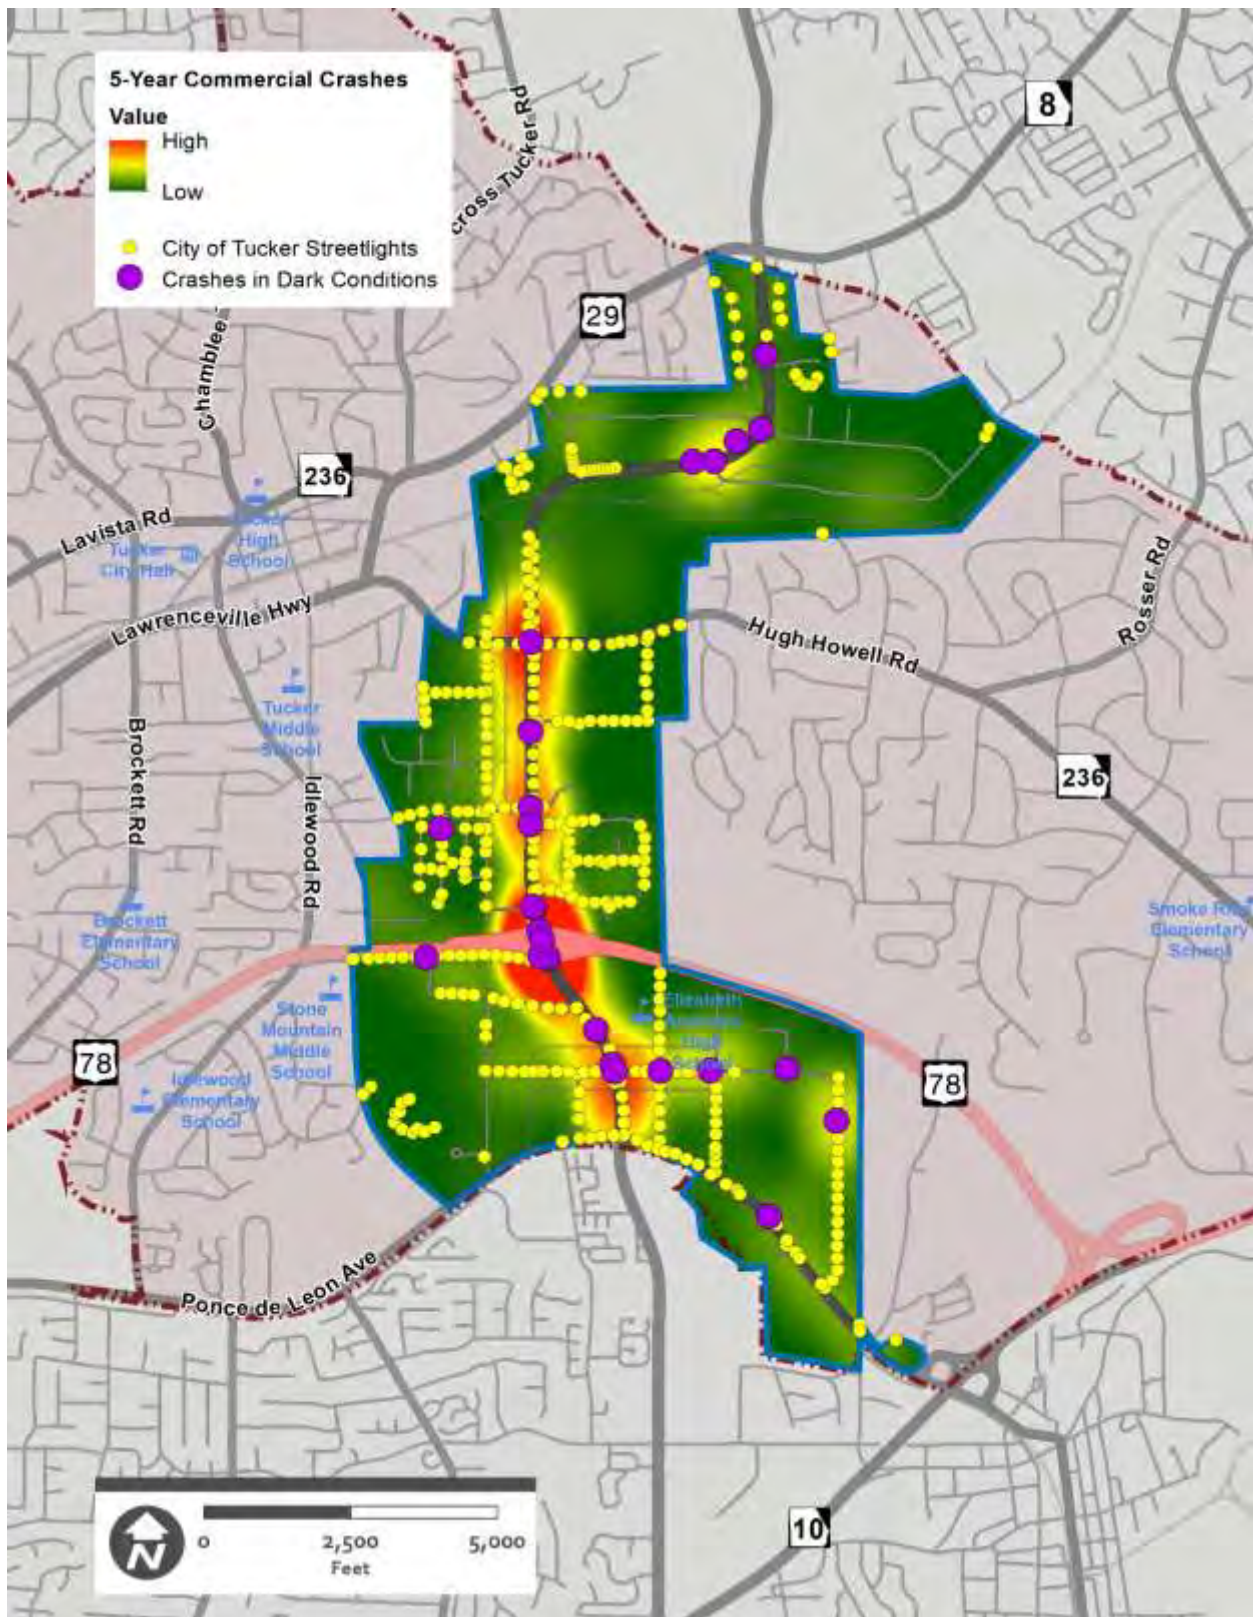 5-Year Commercial Crashes
Value
High
Low
City of Tucker Streetlights
Crashes in Dark Conditions
8
cross Tucker Rd
29
Chamblee
236
Lavista Rd
Tucker
High
School
Tucker
City Hall
Lawrenceville Hwy
Hugh Howell Rd
Rosser Rd
Tucker
Middle
School
Brockett Rd
Idlewood Rd
236
Brockett
Elementary
School
Smoke
Elementary
School
Stone
Mountain
Middle
School
Elizabeth
High
School
78
78
Idlewood
Elementary
School
Ponce de Leon Ave
10
N
0
2,500
5,000
Feet